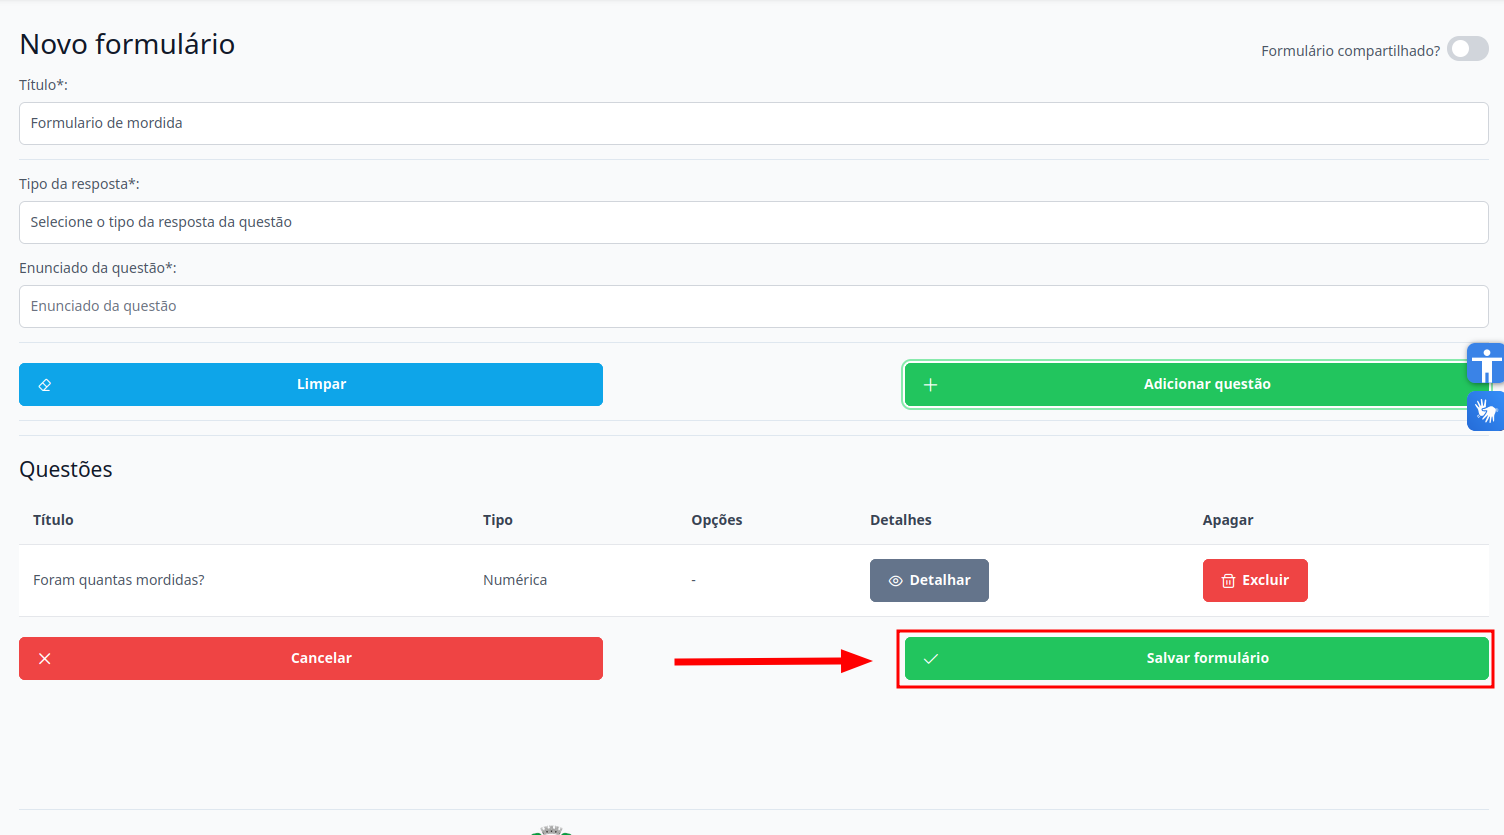 Novo formulário
Formulário compartilhado?
Título*:
Formulario de mordida
Tipo da resposta*:
Selecione o tipo da resposta da questão
Enunciado da questão*:
Enunciado da questão
Limpar
Adicionar questão
Questões
Título Tipo Opções Detalhes Apagar
Foram quantas mordidas? Numérica - Detalhar Excluir
Cancelar
Salvar formulário